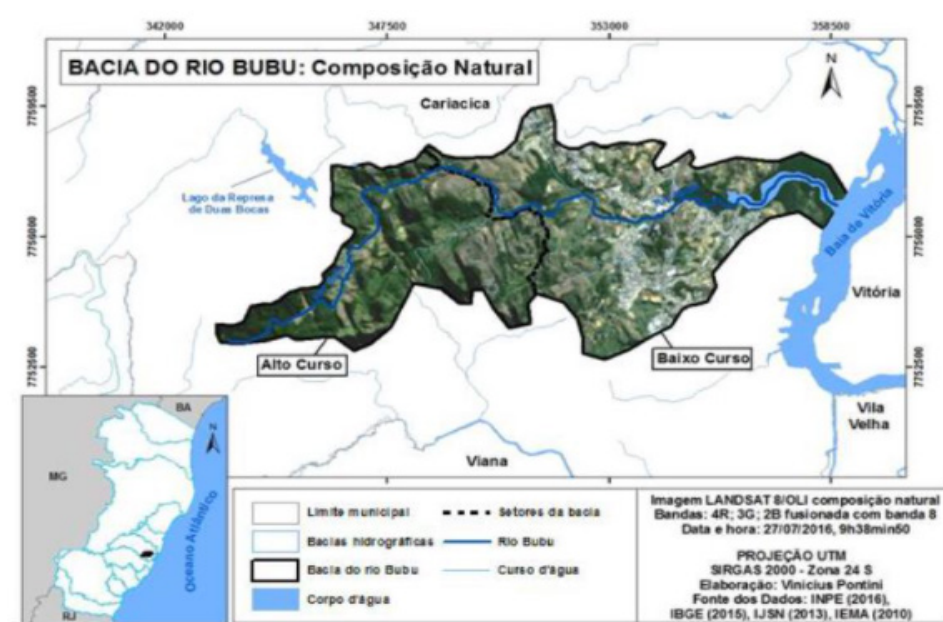 342000 347500 353000 358500
BACIA DO RIO BUBU: Composição Natural
N
Cariacica
7759500 7759500
Lago da Represa
de Duas Bocas
7756000 7756000
Baía de Vitória
Vitória
Alto Curso
Baixo Curso
7752500 7752500
Vila
Velha
Viana
BA
N
MG
Oceano Atlântico
RJ
Limite municipal
Bacias hidrográficas
Bacia do rio Bubu
Corpo d'água
Setores da bacia
Rio Bubu
Curso d'água
Imagem LANDSAT 8/OLI composição natural
Bandas: 4R; 3G; 2B fusionada com banda 8
Data e hora: 27/07/2016, 9h38min50
PROJEÇÃO UTM
SIRGAS 2000 - Zona 24 S
Elaboração: Vinicius Pontini
Fonte dos Dados: INPE (2016),
IBGE (2015), IJSN (2013), IEMA (2010)